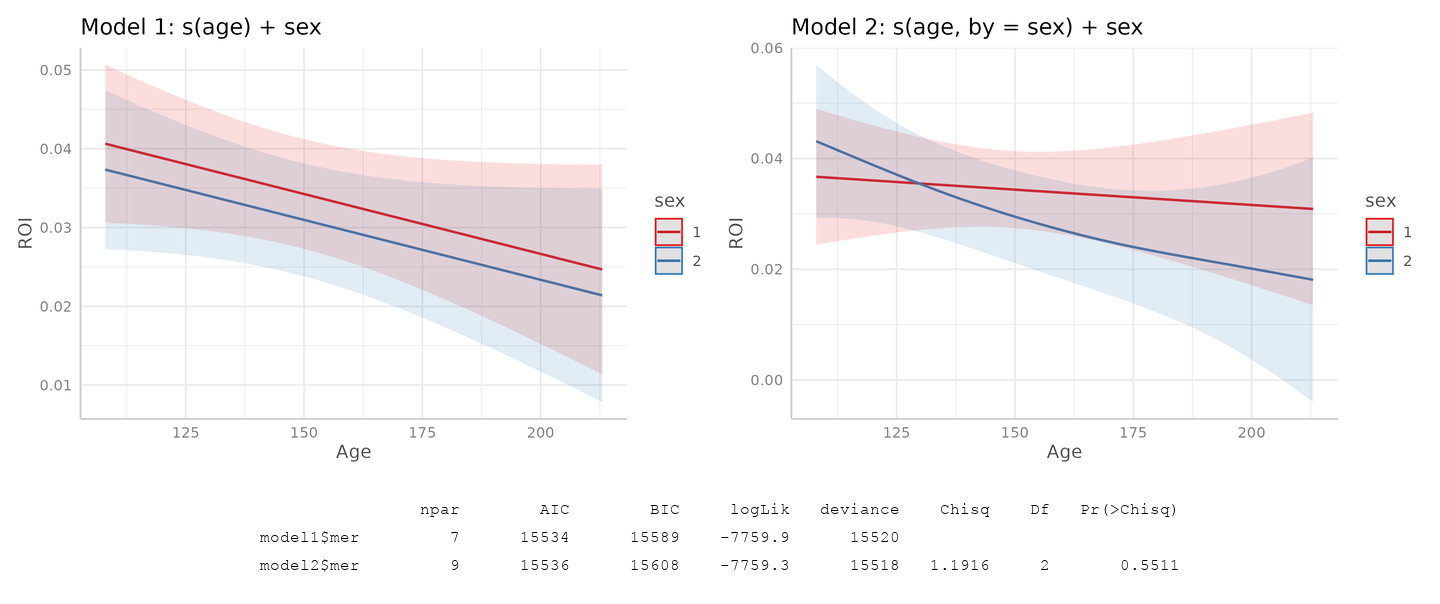 Model 1: s(age) + sex
0.05
0.04
0.03
0.02
0.01
ROI
125 150 175 200
Age
sex
1
2
Model 2: s(age, by = sex) + sex
0.06
0.04
0.02
0.00
ROI
125 150 175 200
Age
sex
1
2
npar AIC BIC logLik deviance Chisq Df Pr(>Chisq)
model1$mer 7 15534 15589 -7759.9 15520
model2$mer 9 15536 15608 -7759.3 15518 1.1916 2 0.5511